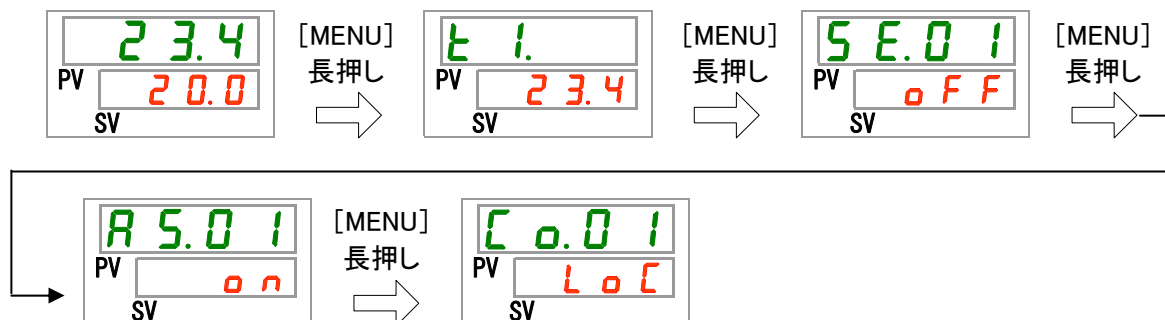 23.4
PV 20.0
SV
[MENU]
長押し
t 1.
PV 23.4
SV
[MENU]
長押し
SE.01
PV oFF
SV
[MENU]
長押し
AS.01
PV on
SV
[MENU]
長押し
Co.01
PV LoC
SV